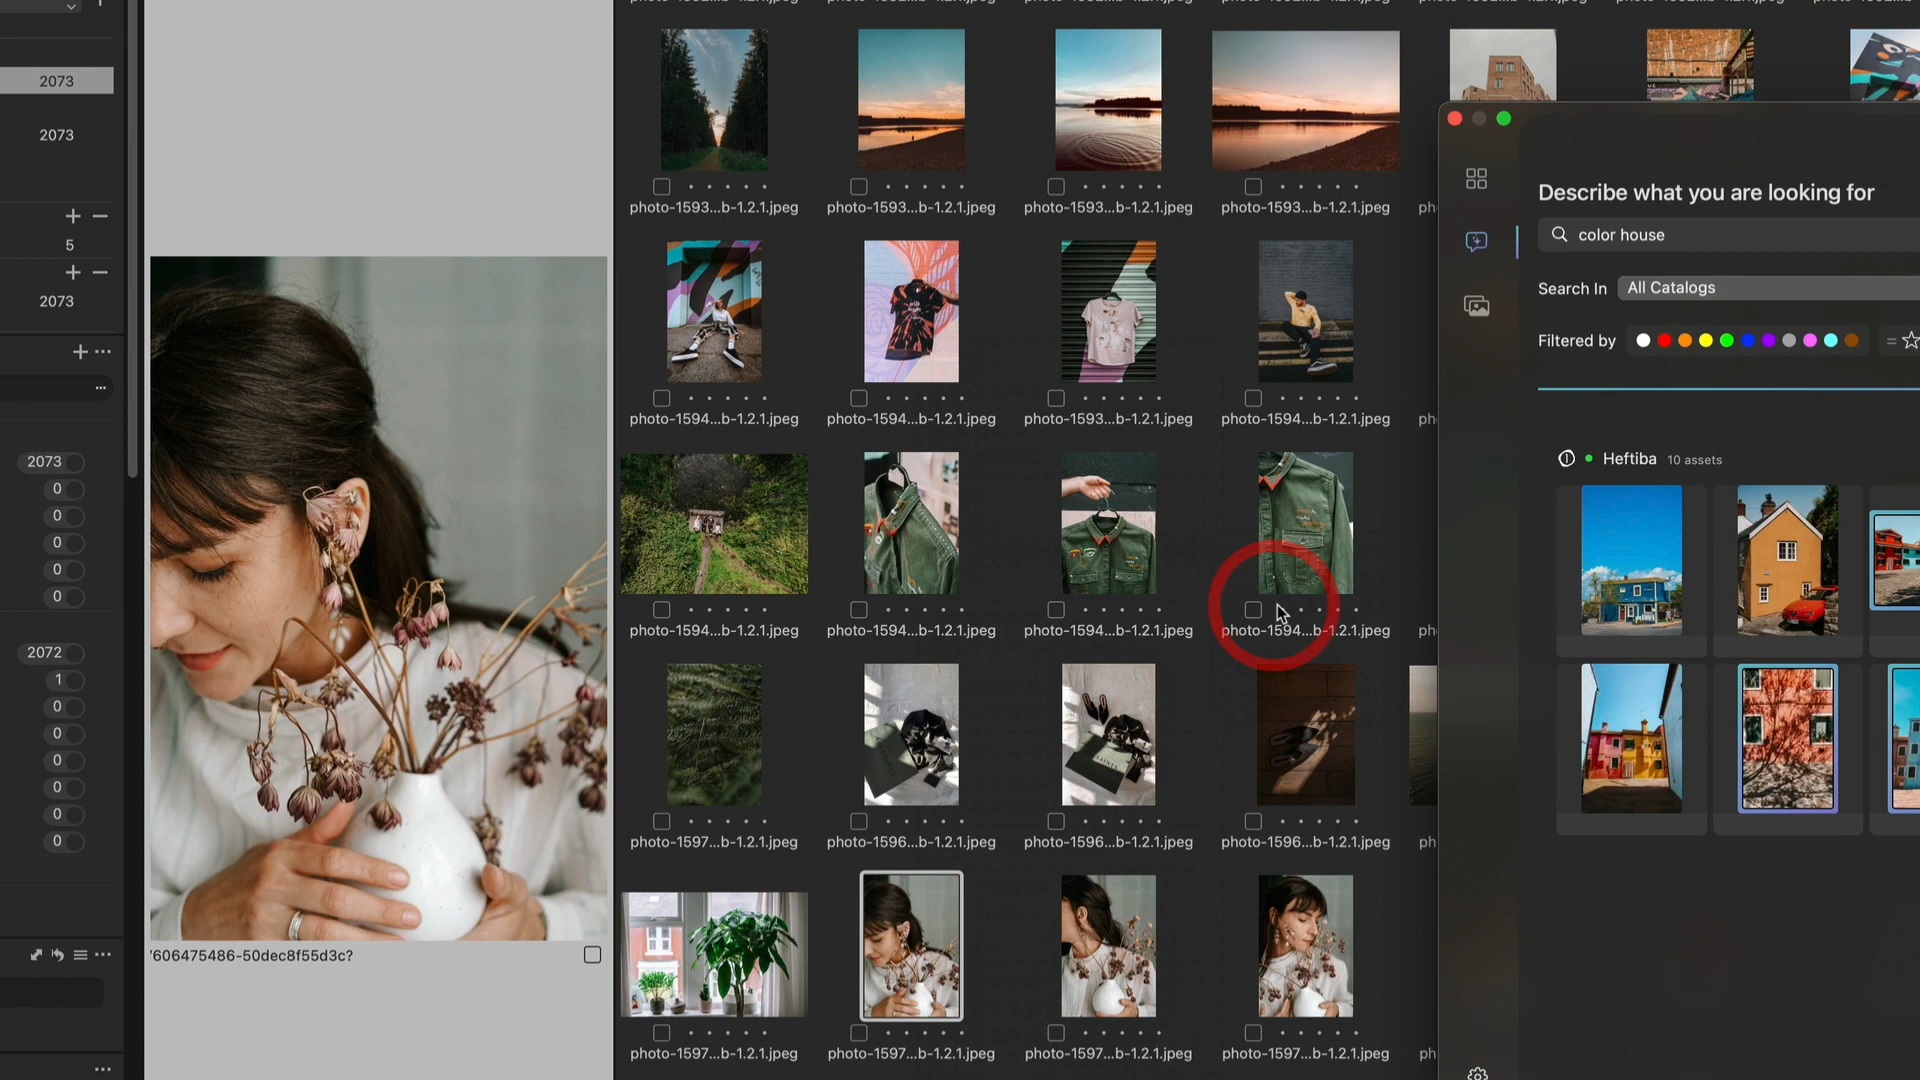 2073
2073
5
2073
2073
0
0
0
0
0
2072
1
0
0
0
0
0
0
'606475486-50dec8f55d3c?
photo-1593...b-1.2.1.jpeg
photo-1593...b-1.2.1.jpeg
photo-1593...b-1.2.1.jpeg
photo-1593...b-1.2.1.jpeg
ph
photo-1594...b-1.2.1.jpeg
photo-1594...b-1.2.1.jpeg
photo-1593...b-1.2.1.jpeg
photo-1594...b-1.2.1.jpeg
ph
photo-1594...b-1.2.1.jpeg
photo-1594...b-1.2.1.jpeg
photo-1594...b-1.2.1.jpeg
photo-1594...b-1.2.1.jpeg
ph
photo-1597...b-1.2.1.jpeg
photo-1596...b-1.2.1.jpeg
photo-1596...b-1.2.1.jpeg
photo-1596...b-1.2.1.jpeg
ph
photo-1597...b-1.2.1.jpeg
photo-1597...b-1.2.1.jpeg
photo-1597...b-1.2.1.jpeg
photo-1597...b-1.2.1.jpeg
ph
Describe what you are looking for
color house
Search In All Catalogs
Filtered by
Heftiba 10 assets